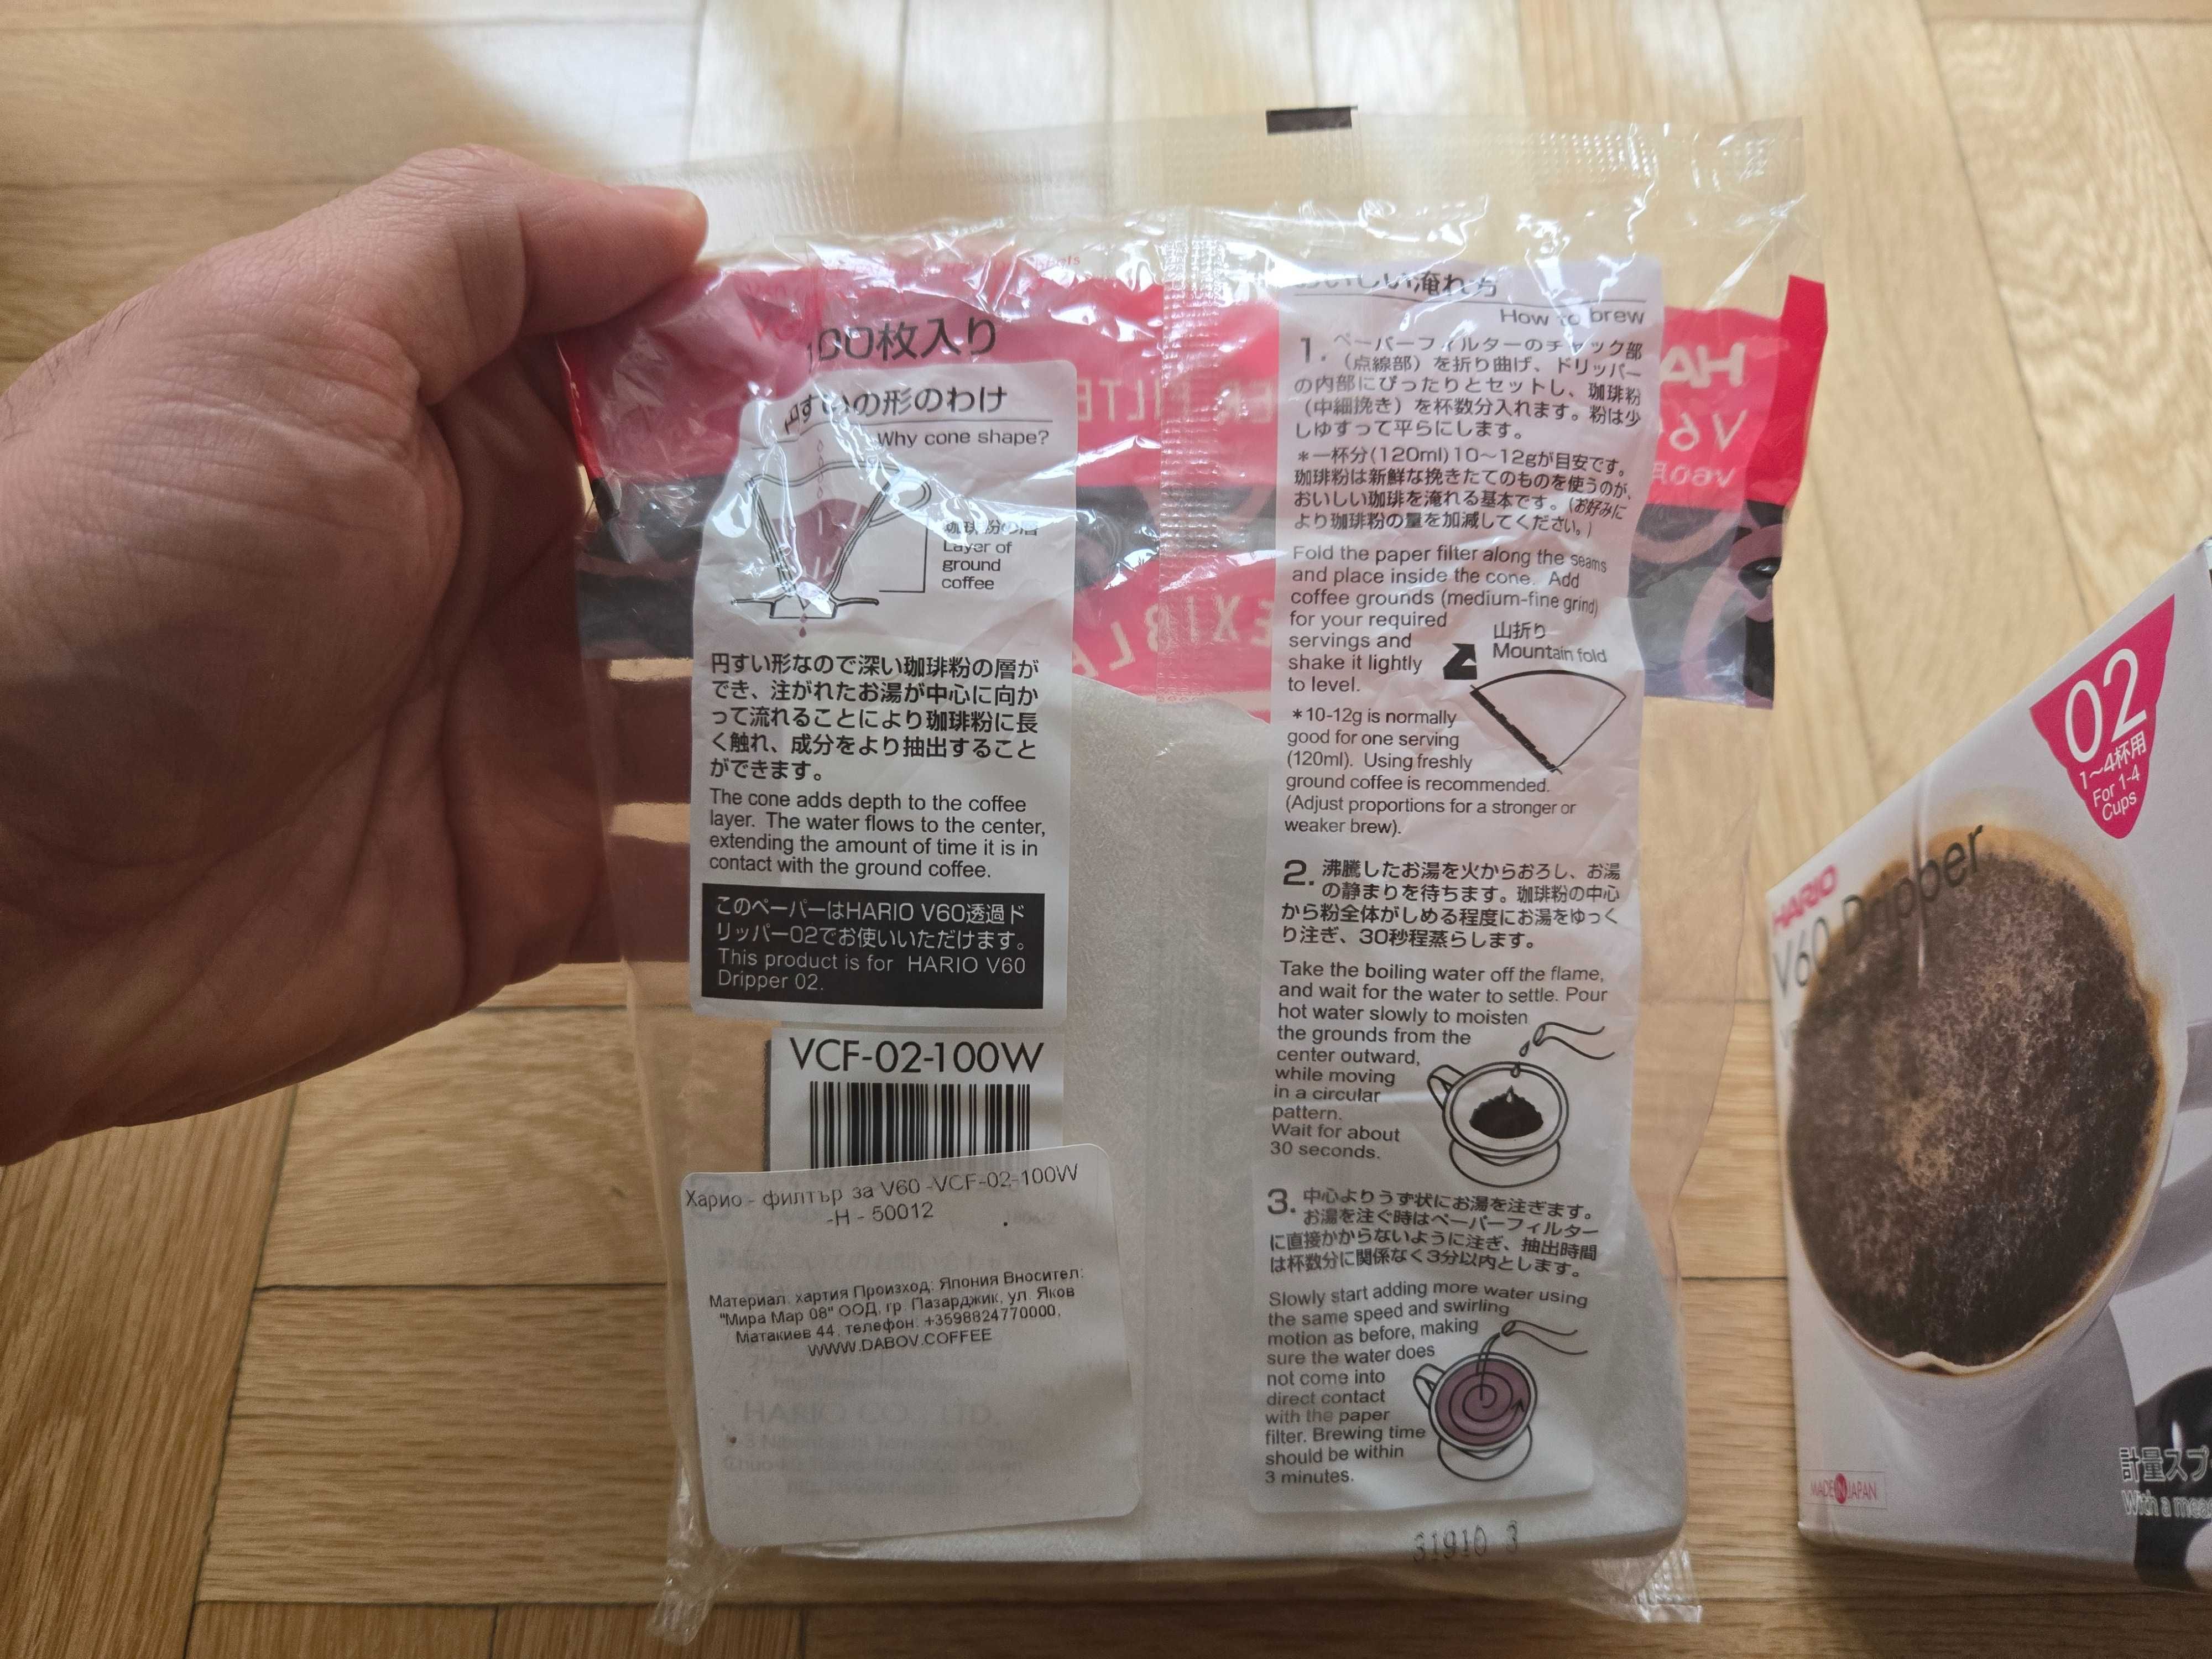 100枚入り
円すいの形のわけ
Why cone shape?
珈琲粉の層
Layer of
ground
coffee
円すい形なので深い珈琲粉の層が
でき、注がれたお湯が中心に向か
って流れることにより珈琲粉に長
く触れ、成分をより抽出すること
ができます。
The cone adds depth to the coffee
layer. The water flows to the center,
extending the amount of time it is in
contact with the ground coffee.
このペーパーはHARIO V60透過ド
リッパー02でお使いいただけます。
This product is for HARIO V60
Dripper 02.
VCF-02-100W
Харио - филтър за V60 -VCF-02-100W
-H - 50012
Материал: хартия Произход: Япония Вносител:
"Мира Мар 08" ООД, гр. Пазарджик, ул. Яков
Матакиев 44, телефон: +3598824770000,
WWW.DABOV.COFFEE
HARIO CO., LTD.
しい淹れ方
How to brew
1. ペーパーフィルターのチャック部
（点線部）を折り曲げ、ドリッパー
の内部にぴったりとセットし、珈琲粉
（中細挽き）を杯数分入れます。粉は少
しゆすって平らにします。
*一杯分(120ml)10～12gが目安です。
珈琲粉は新鮮な挽きたてのものを使うのが、
おいしい珈琲を淹れる基本です。(お好みに
より珈琲粉の量を加減してください。)
Fold the paper filter along the seams
and place inside the cone. Add
coffee grounds (medium-fine grind)
for your required
servings and
shake it lightly
to level.
山折り
Mountain fold
*10-12g is normally
good for one serving
(120ml). Using freshly
ground coffee is recommended.
(Adjust proportions for a stronger or
weaker brew).
2. 沸騰したお湯を火からおろし、お湯
の静まりを待ちます。珈琲粉の中心
から粉全体がしめる程度にお湯をゆっく
り注ぎ、30秒程蒸らします。
Take the boiling water off the flame,
and wait for the water to settle. Pour
hot water slowly to moisten
the grounds from the
center outward,
while moving
in a circular
pattern.
Wait for about
30 seconds.
3. 中心よりうず状にお湯を注ぎます。
お湯を注ぐ時はペーパーフィルター
に直接かからないように注ぎ、抽出時間
は杯数分に関係なく3分以内とします。
Slowly start adding more water using
the same speed and swirling
motion as before, making
sure the water does
not come into
direct contact
with the paper
filter. Brewing time
should be within
3 minutes.
31910 3
02
1～4杯用
For 1-4
Cups
HARIO
V60 Dripper
MADE IN JAPAN
計量スプ
With a mea